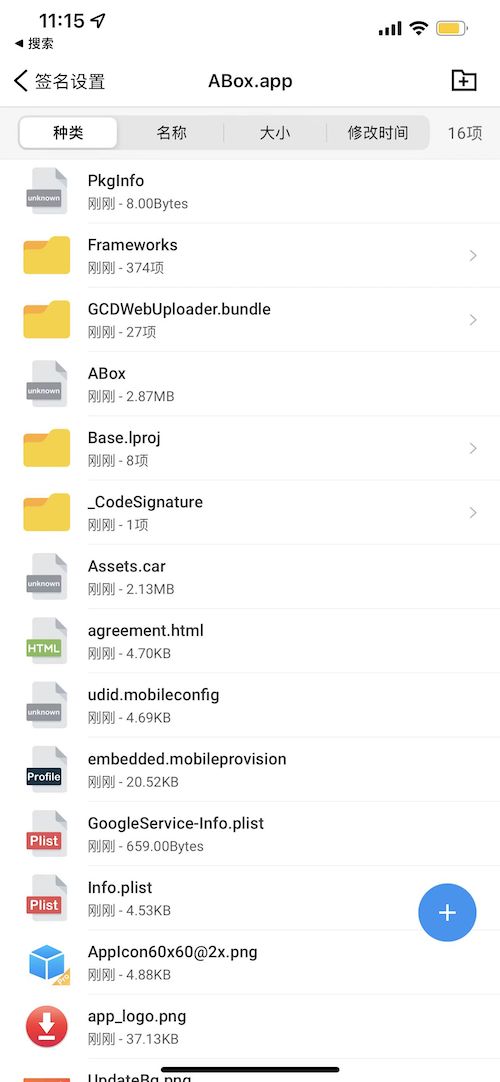 11:15
◀ 搜索
签名设置
ABox.app
种类
名称
大小
修改时间
16项
unknown
PkgInfo
刚刚 - 8.00Bytes
Frameworks
刚刚 - 374项
GCDWebUploader.bundle
刚刚 - 27项
unknown
ABox
刚刚 - 2.87MB
Base.lproj
刚刚 - 8项
_CodeSignature
刚刚 - 1项
unknown
Assets.car
刚刚 - 2.13MB
HTML
agreement.html
刚刚 - 4.70KB
unknown
udid.mobileconfig
刚刚 - 4.69KB
Profile
embedded.mobileprovision
刚刚 - 20.52KB
Plist
GoogleService-Info.plist
刚刚 - 659.00Bytes
Plist
Info.plist
刚刚 - 4.53KB
AppIcon60x60@2x.png
刚刚 - 4.88KB
app_logo.png
刚刚 - 37.13KB
UpdateBg.png